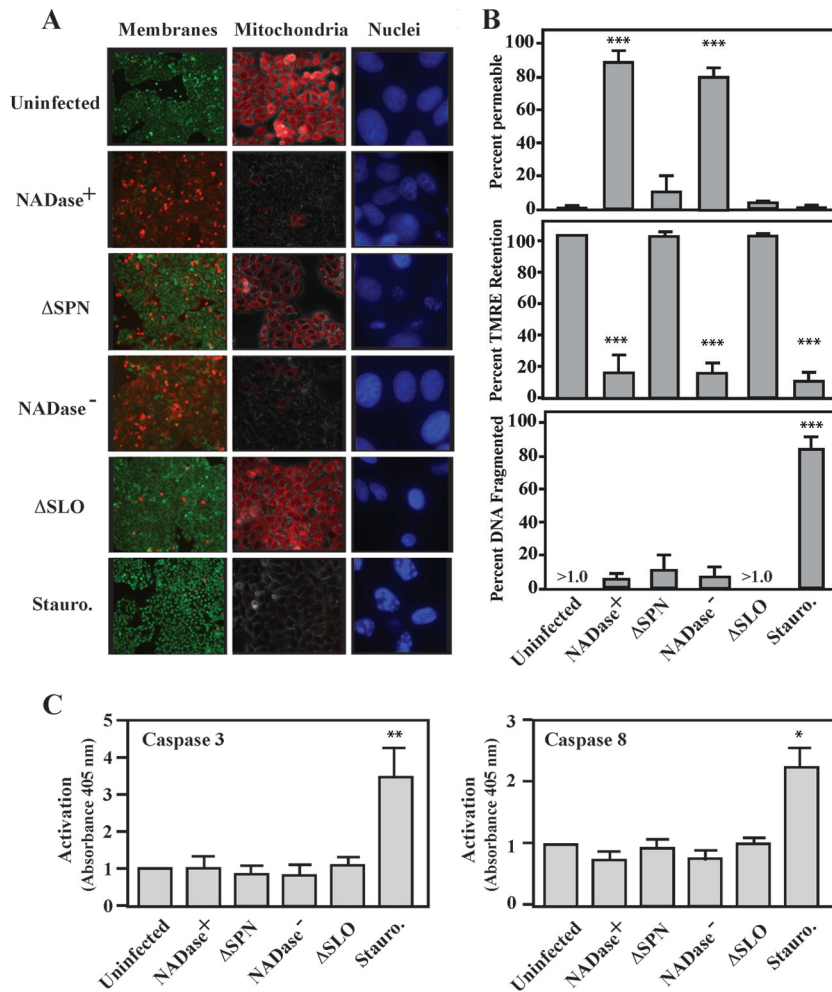 A
Membranes Mitochondria Nuclei
Uninfected
NADase+
ΔSPN
NADase-
ΔSLO
Stauro.
B
Percent permeable
100
80
60
40
20
0
*** ***
Percent TMRE Retention
100
80
60
40
20
0
*** *** ***
Percent DNA Fragmented
100
80
60
40
20
0
>1.0 >1.0 ***
Uninfected NADase+ ΔSPN NADase- ΔSLO Stauro.
C
Caspase 3
Activation
(Absorbance 405 nm)
5
4
3
2
1
0
**
Uninfected NADase+ ΔSPN NADase- ΔSLO Stauro.
Caspase 8
Activation
(Absorbance 405 nm)
3
2
1
0
*
Uninfected NADase+ ΔSPN NADase- ΔSLO Stauro.